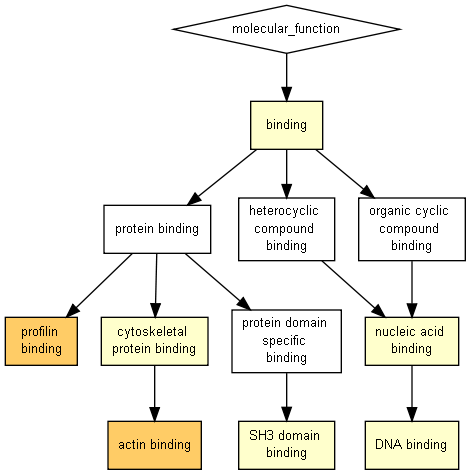 molecular_function
binding
protein binding
heterocyclic
compound
binding
organic cyclic
compound
binding
profilin
binding
cytoskeletal
protein binding
protein domain
specific
binding
nucleic acid
binding
actin binding
SH3 domain
binding
DNA binding